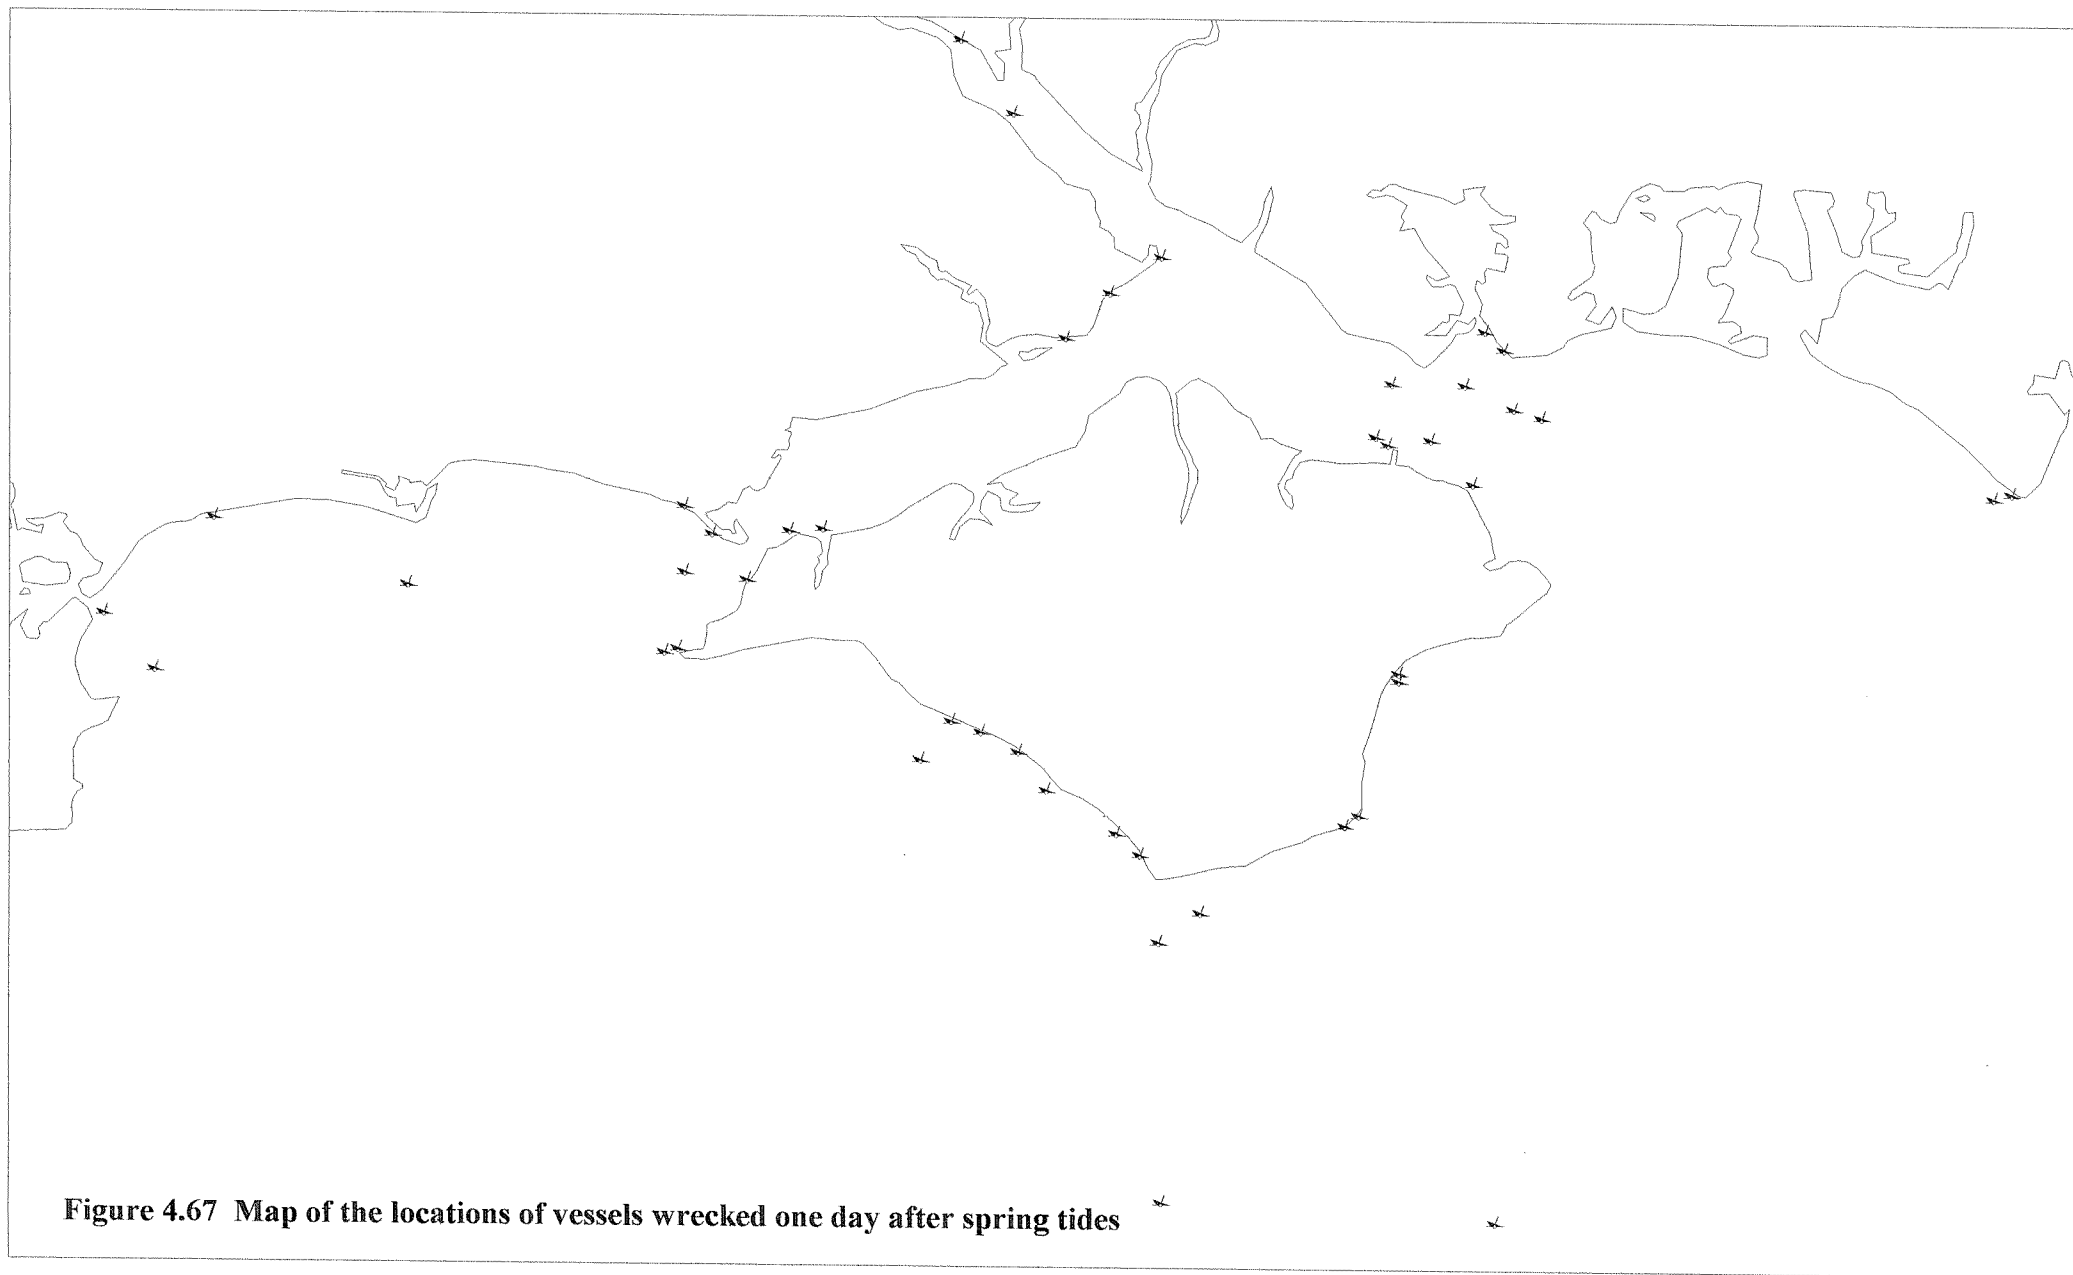 Figure 4.67 Map of the locations of vessels wrecked one day after spring tides